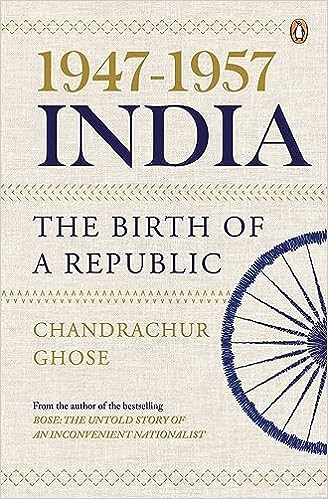 1947-1957
INDIA
THE BIRTH OF
A REPUBLIC
CHANDRACHUR
GHOSE
From the author of the bestselling
BOSE: THE UNTOLD STORY OF
AN INCONVENIENT NATIONALIST